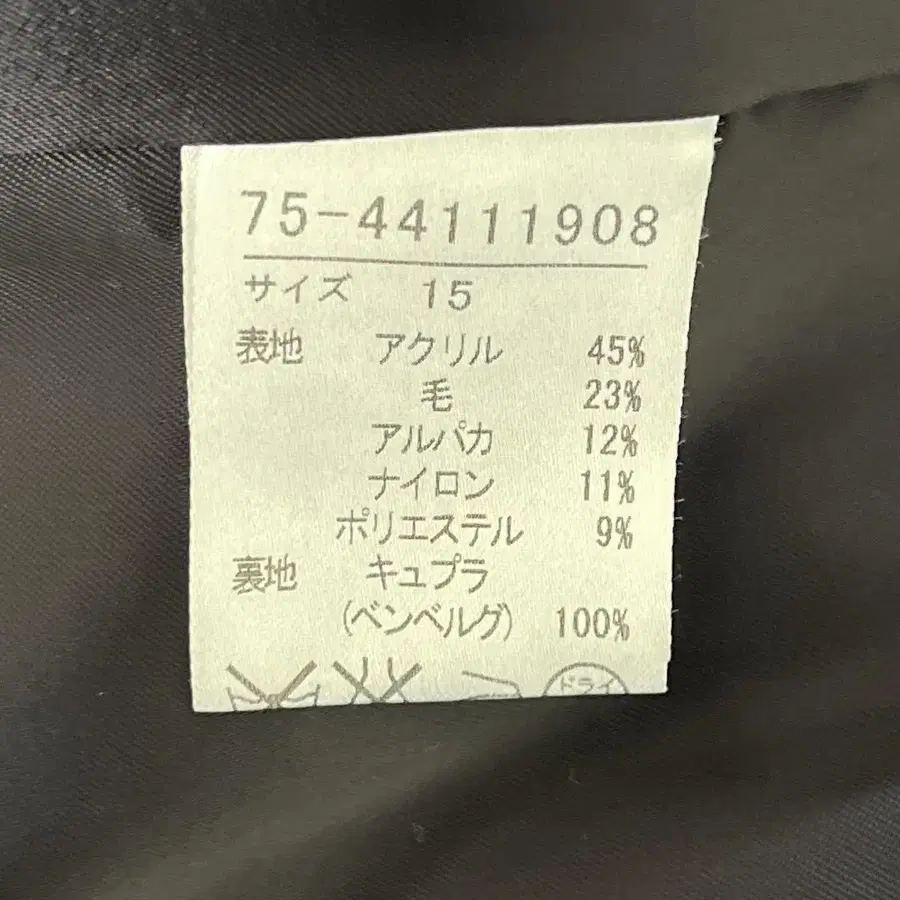 75-44111908
サイズ 15
表地 アクリル 45%
毛 23%
アルパカ 12%
ナイロン 11%
ポリエステル 9%
裏地 キュプラ
(ベンベルグ) 100%
ドライ